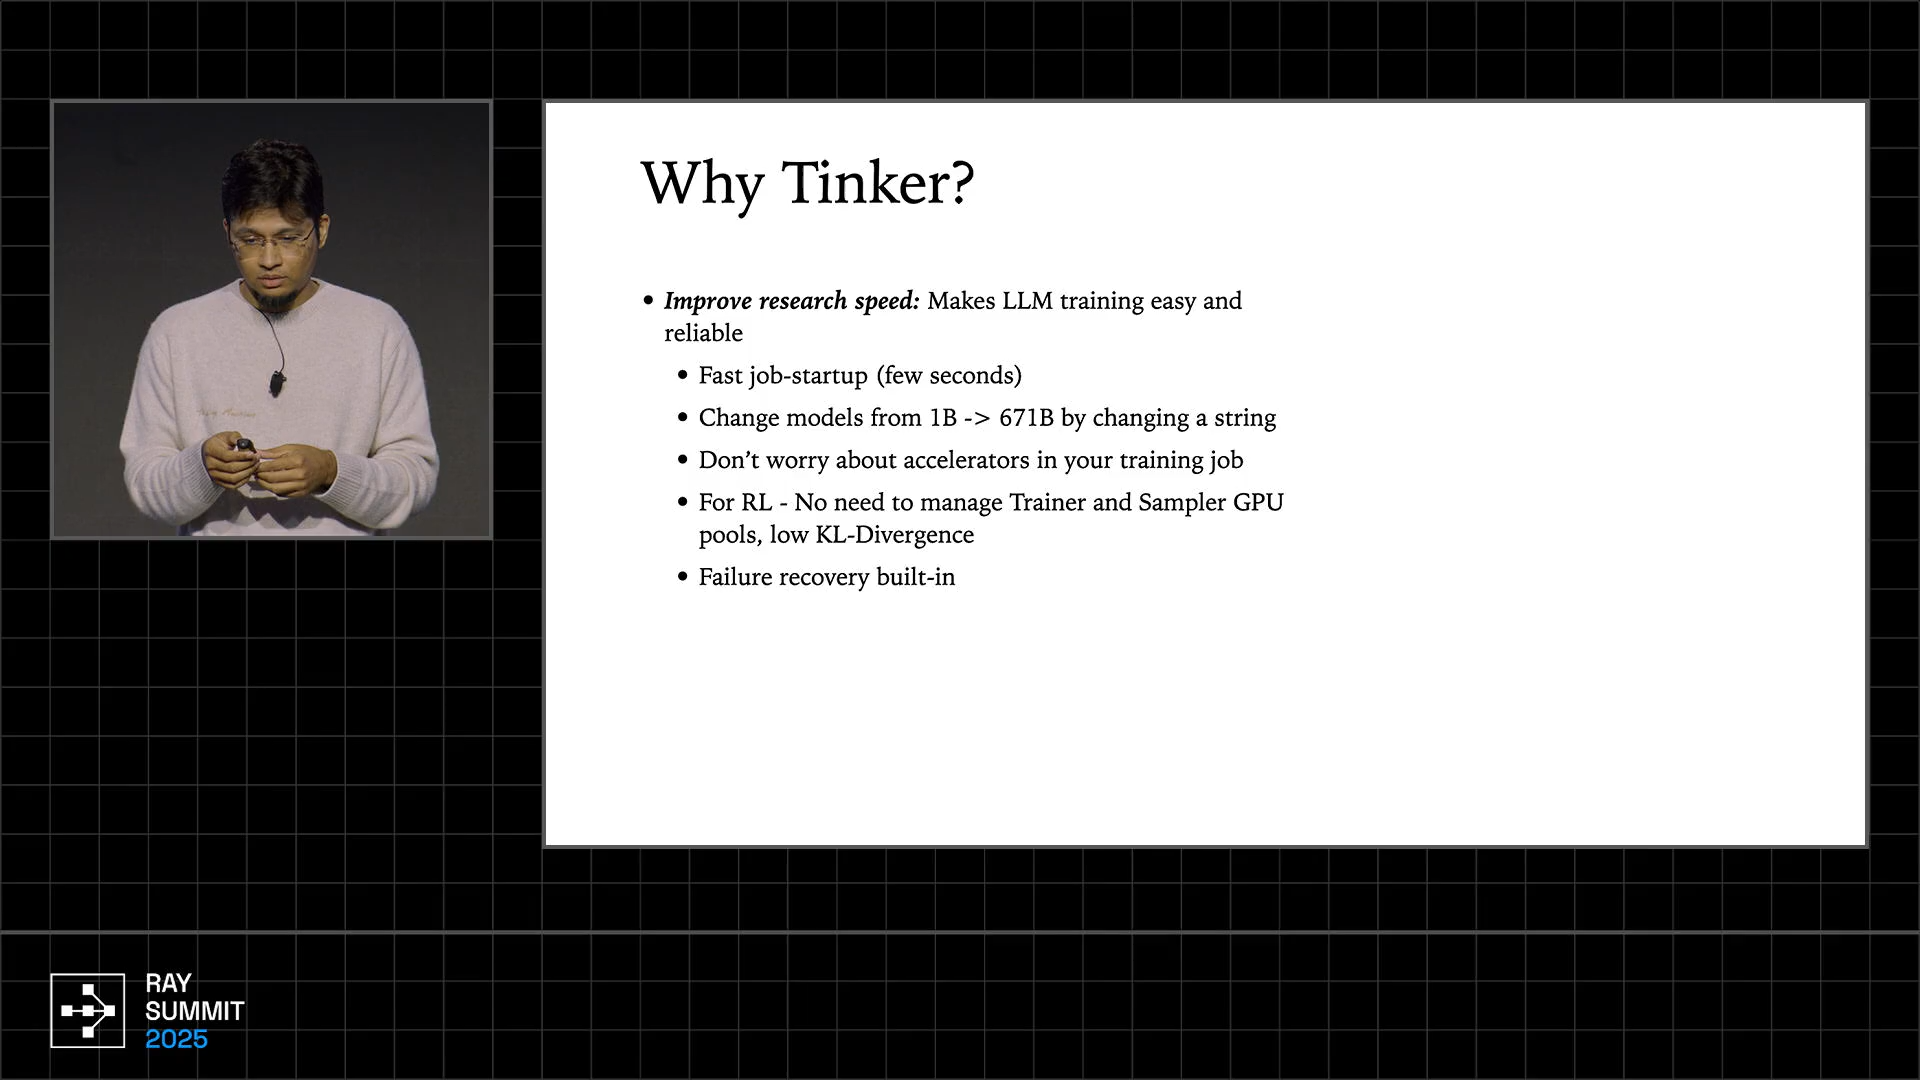 Why Tinker?
• Improve research speed: Makes LLM training easy and
reliable
• Fast job-startup (few seconds)
• Change models from 1B -> 671B by changing a string
• Don’t worry about accelerators in your training job
• For RL - No need to manage Trainer and Sampler GPU
pools, low KL-Divergence
• Failure recovery built-in
RAY
SUMMIT
2025